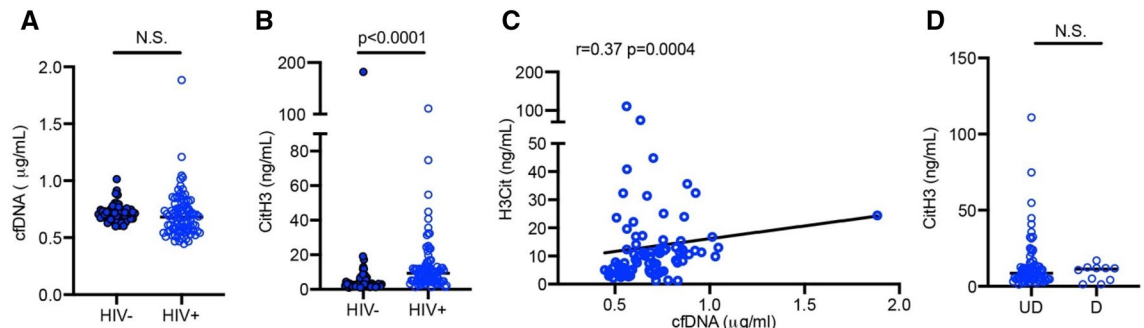 A
N.S.
cfDNA ( μg/mL)
2.0
1.5
1.0
0.5
0.0
HIV-
HIV+
B
p<0.0001
CitH3 (ng/mL)
200
100
80
60
40
20
0
HIV-
HIV+
C
r=0.37 p=0.0004
H3Cit (ng/mL)
200
100
50
40
30
20
10
0
0.5
1.0
1.5
2.0
cfDNA (μg/ml)
D
N.S.
CitH3 (ng/mL)
150
100
50
0
UD
D